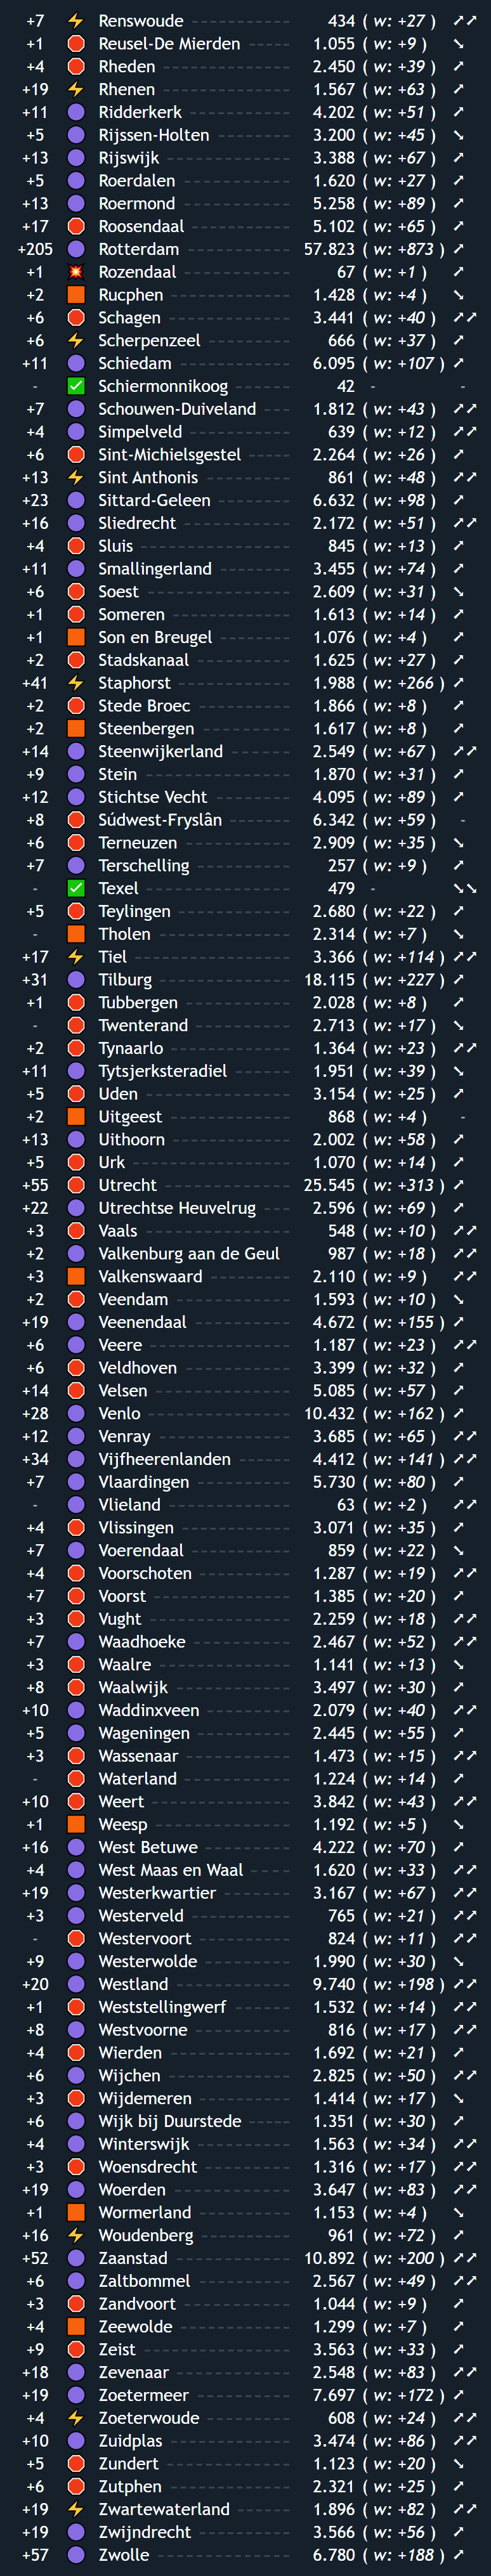 +7 Renswoude 434 ( w: +27 ) ↗↗
+1 Reusel-De Mierden 1.055 ( w: +9 ) ↘
+4 Rheden 2.450 ( w: +39 ) ↗
+19 Rhenen 1.567 ( w: +63 ) ↗
+11 Ridderkerk 4.202 ( w: +51 ) ↗
+5 Rijssen-Holten 3.200 ( w: +45 ) ↘
+13 Rijswijk 3.388 ( w: +67 ) ↗
+5 Roerdalen 1.620 ( w: +27 ) ↗
+13 Roermond 5.258 ( w: +89 ) ↗
+17 Roosendaal 5.102 ( w: +65 ) ↗
+205 Rotterdam 57.823 ( w: +873 ) ↗
+1 Rozendaal 67 ( w: +1 ) ↗
+2 Rucphen 1.428 ( w: +4 ) ↘
+6 Schagen 3.441 ( w: +40 ) ↗↗
+6 Scherpenzeel 666 ( w: +37 ) ↗
+11 Schiedam 6.095 ( w: +107 ) ↗
- Schiermonnikoog 42 - -
+7 Schouwen-Duiveland 1.812 ( w: +43 ) ↗↗
+4 Simpelveld 639 ( w: +12 ) ↗↗
+6 Sint-Michielsgestel 2.264 ( w: +26 ) ↗
+13 Sint Anthonis 861 ( w: +48 ) ↗↗
+23 Sittard-Geleen 6.632 ( w: +98 ) ↗
+16 Sliedrecht 2.172 ( w: +51 ) ↗↗
+4 Sluis 845 ( w: +13 ) ↗
+11 Smallingerland 3.455 ( w: +74 ) ↗
+6 Soest 2.609 ( w: +31 ) ↘
+1 Someren 1.613 ( w: +14 ) ↗
+1 Son en Breugel 1.076 ( w: +4 ) ↗
+2 Stadskanaal 1.625 ( w: +27 ) ↗
+41 Staphorst 1.988 ( w: +266 ) ↗
+2 Stede Broec 1.866 ( w: +8 ) ↗
+2 Steenbergen 1.617 ( w: +8 ) ↗
+14 Steenwijkerland 2.549 ( w: +67 ) ↗↗
+9 Stein 1.870 ( w: +31 ) ↗
+12 Stichtse Vecht 4.095 ( w: +89 ) ↗
+8 Súdwest-Fryslân 6.342 ( w: +59 ) -
+6 Terneuzen 2.909 ( w: +35 ) ↘
+7 Terschelling 257 ( w: +9 ) ↗
- Texel 479 - ↘↘
+5 Teylingen 2.680 ( w: +22 ) ↗
- Tholen 2.314 ( w: +7 ) ↘
+17 Tiel 3.366 ( w: +114 ) ↗↗
+31 Tilburg 18.115 ( w: +227 ) ↗
+1 Tubbergen 2.028 ( w: +8 ) ↗
- Twenterand 2.713 ( w: +17 ) ↘
+2 Tynaarlo 1.364 ( w: +23 ) ↗↗
+11 Tytsjerksteradiel 1.951 ( w: +39 ) ↘
+5 Uden 3.154 ( w: +25 ) ↗
+2 Uitgeest 868 ( w: +4 ) -
+13 Uithoorn 2.002 ( w: +58 ) ↗
+5 Urk 1.070 ( w: +14 ) ↗
+55 Utrecht 25.545 ( w: +313 ) ↗
+22 Utrechtse Heuvelrug 2.596 ( w: +69 ) ↗
+3 Vaals 548 ( w: +10 ) ↗↗
+2 Valkenburg aan de Geul 987 ( w: +18 ) ↗↗
+3 Valkenswaard 2.110 ( w: +9 ) ↗↗
+2 Veendam 1.593 ( w: +10 ) ↘
+19 Veenendaal 4.672 ( w: +155 ) ↗
+6 Veere 1.187 ( w: +23 ) ↗↗
+6 Veldhoven 3.399 ( w: +32 ) ↗
+14 Velsen 5.085 ( w: +57 ) ↗
+28 Venlo 10.432 ( w: +162 ) ↗
+12 Venray 3.685 ( w: +65 ) ↗↗
+34 Vijfheerenlanden 4.412 ( w: +141 ) ↗↗
+7 Vlaardingen 5.730 ( w: +80 ) ↗
- Vlieland 63 ( w: +2 ) ↗↗
+4 Vlissingen 3.071 ( w: +35 ) ↗
+7 Voerendaal 859 ( w: +22 ) ↘
+4 Voorschoten 1.287 ( w: +19 ) ↗↗
+7 Voorst 1.385 ( w: +20 ) ↗
+3 Vught 2.259 ( w: +18 ) ↗↗
+7 Waadhoeke 2.467 ( w: +52 ) ↗↗
+3 Waalre 1.141 ( w: +13 ) ↘
+8 Waalwijk 3.497 ( w: +30 ) ↗
+10 Waddinxveen 2.079 ( w: +40 ) ↗↗
+5 Wageningen 2.445 ( w: +55 ) ↗
+3 Wassenaar 1.473 ( w: +15 ) ↗↗
- Waterland 1.224 ( w: +14 ) ↗
+10 Weert 3.842 ( w: +43 ) ↗↗
+1 Weesp 1.192 ( w: +5 ) ↘
+16 West Betuwe 4.222 ( w: +70 ) ↗
+4 West Maas en Waal 1.620 ( w: +33 ) ↗↗
+19 Westerkwartier 3.167 ( w: +67 ) ↗↗
+3 Westerveld 765 ( w: +21 ) ↗↗
- Westervoort 824 ( w: +11 ) ↗↗
+9 Westerwolde 1.990 ( w: +30 ) ↘
+20 Westland 9.740 ( w: +198 ) ↗↗
+1 Weststellingwerf 1.532 ( w: +14 ) ↗↗
+8 Westvoorne 816 ( w: +17 ) ↗↗
+4 Wierden 1.692 ( w: +21 ) ↗
+6 Wijchen 2.825 ( w: +50 ) ↗↗
+3 Wijdemeren 1.414 ( w: +17 ) ↘
+6 Wijk bij Duurstede 1.351 ( w: +30 ) ↗
+4 Winterswijk 1.563 ( w: +34 ) ↗↗
+3 Woensdrecht 1.316 ( w: +17 ) ↗↗
+19 Woerden 3.647 ( w: +83 ) ↗↗
+1 Wormerland 1.153 ( w: +4 ) ↘
+16 Woudenberg 961 ( w: +72 ) ↗
+52 Zaanstad 10.892 ( w: +200 ) ↗↗
+6 Zaltbommel 2.567 ( w: +49 ) ↗↗
+3 Zandvoort 1.044 ( w: +9 ) ↗
+4 Zeewolde 1.299 ( w: +7 ) ↗
+9 Zeist 3.563 ( w: +33 ) ↗
+18 Zevenaar 2.548 ( w: +83 ) ↗↗
+19 Zoetermeer 7.697 ( w: +172 ) ↗
+4 Zoeterwoude 608 ( w: +24 ) ↗↗
+10 Zuidplas 3.474 ( w: +86 ) ↗↗
+5 Zundert 1.123 ( w: +20 ) ↘
+6 Zutphen 2.321 ( w: +25 ) ↗
+19 Zwartewaterland 1.896 ( w: +82 ) ↗↗
+19 Zwijndrecht 3.566 ( w: +56 ) ↗
+57 Zwolle 6.780 ( w: +188 ) ↗